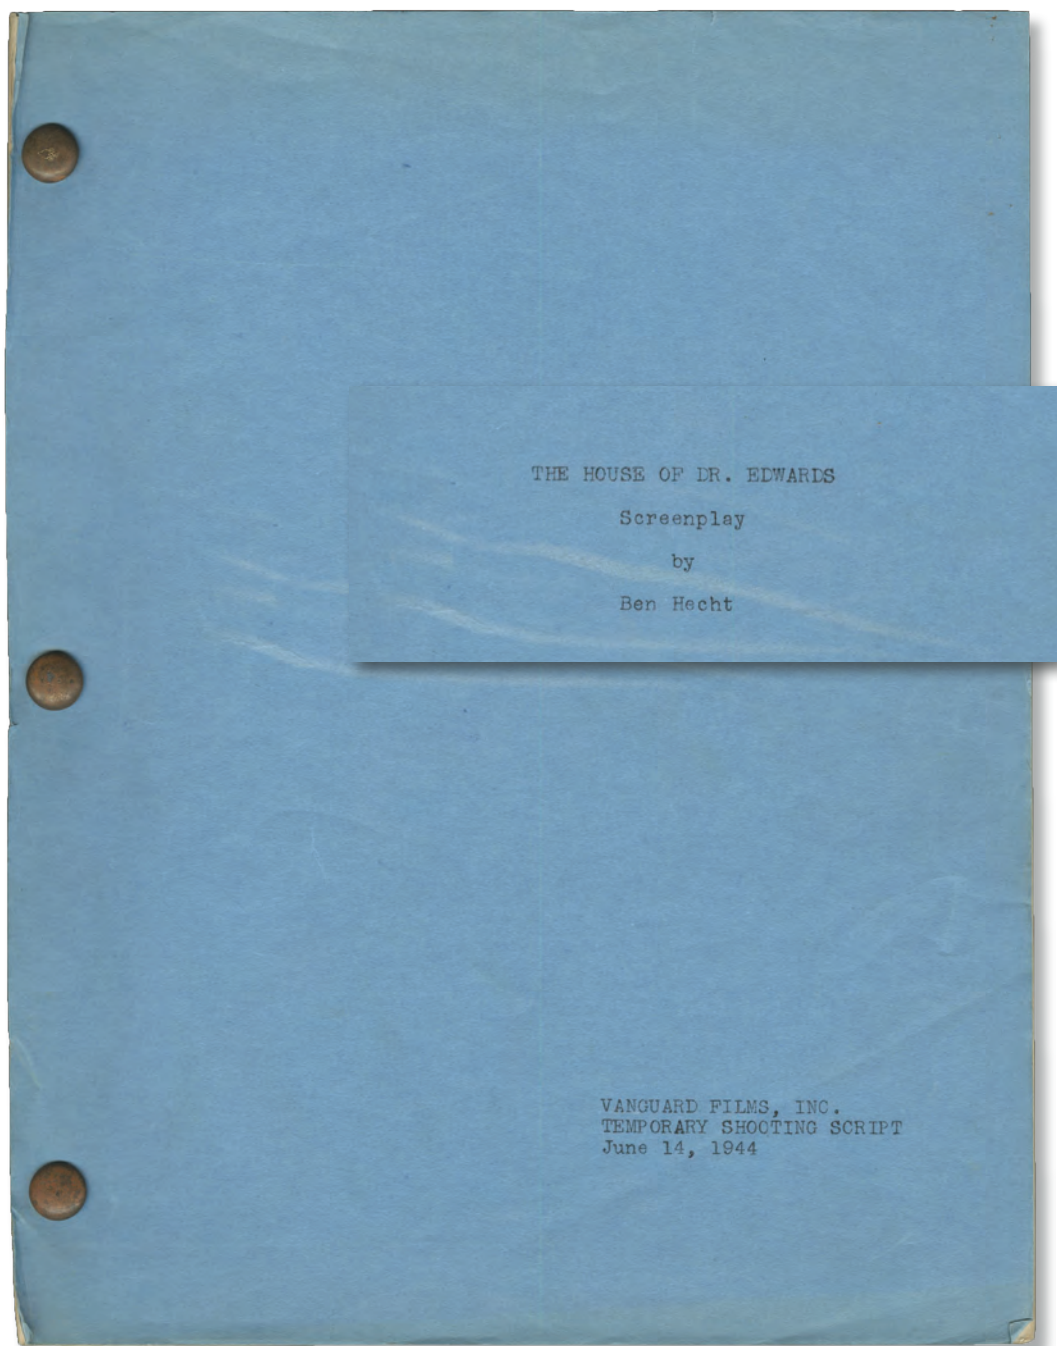 THE HOUSE OF DR. EDWARDS
Screenplay
by
Ben Hecht
VANGUARD FILMS, INC.
TEMPORARY SHOOTING SCRIPT
June 14, 1944